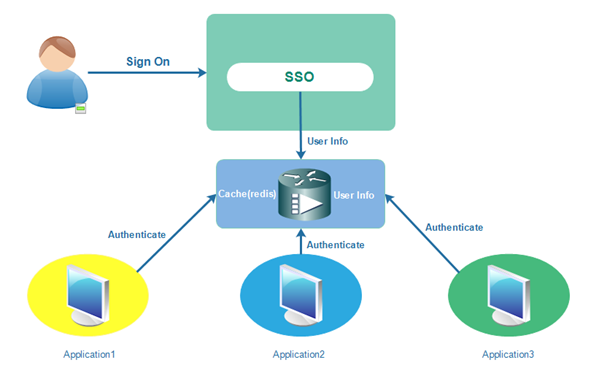 Sign On
SSO
User Info
Cache(redis)
User Info
Authenticate
Authenticate
Authenticate
Application1
Application2
Application3